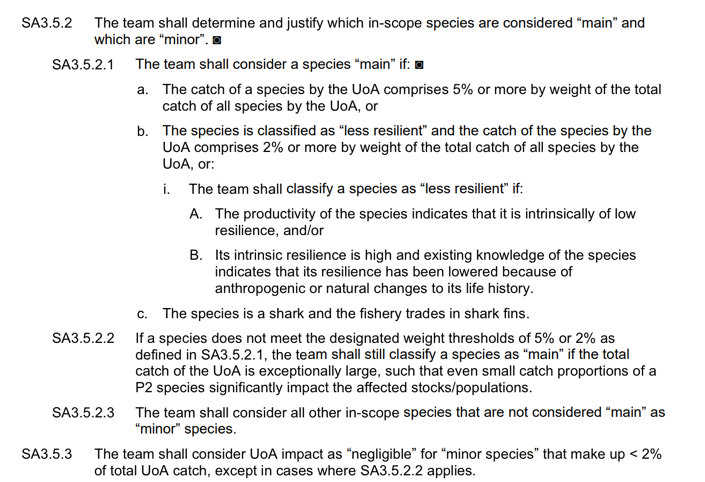 SA3.5.2 The team shall determine and justify which in-scope species are considered “main” and
which are “minor”. ◙
SA3.5.2.1 The team shall consider a species “main” if: ◙
a. The catch of a species by the UoA comprises 5% or more by weight of the total
catch of all species by the UoA, or
b. The species is classified as “less resilient” and the catch of the species by the
UoA comprises 2% or more by weight of the total catch of all species by the
UoA, or:
i. The team shall classify a species as “less resilient” if:
A. The productivity of the species indicates that it is intrinsically of low
resilience, and/or
B. Its intrinsic resilience is high and existing knowledge of the species
indicates that its resilience has been lowered because of
anthropogenic or natural changes to its life history.
c. The species is a shark and the fishery trades in shark fins.
SA3.5.2.2 If a species does not meet the designated weight thresholds of 5% or 2% as
defined in SA3.5.2.1, the team shall still classify a species as “main” if the total
catch of the UoA is exceptionally large, such that even small catch proportions of a
P2 species significantly impact the affected stocks/populations.
SA3.5.2.3 The team shall consider all other in-scope species that are not considered “main” as
“minor” species.
SA3.5.3 The team shall consider UoA impact as “negligible” for “minor species” that make up < 2%
of total UoA catch, except in cases where SA3.5.2.2 applies.